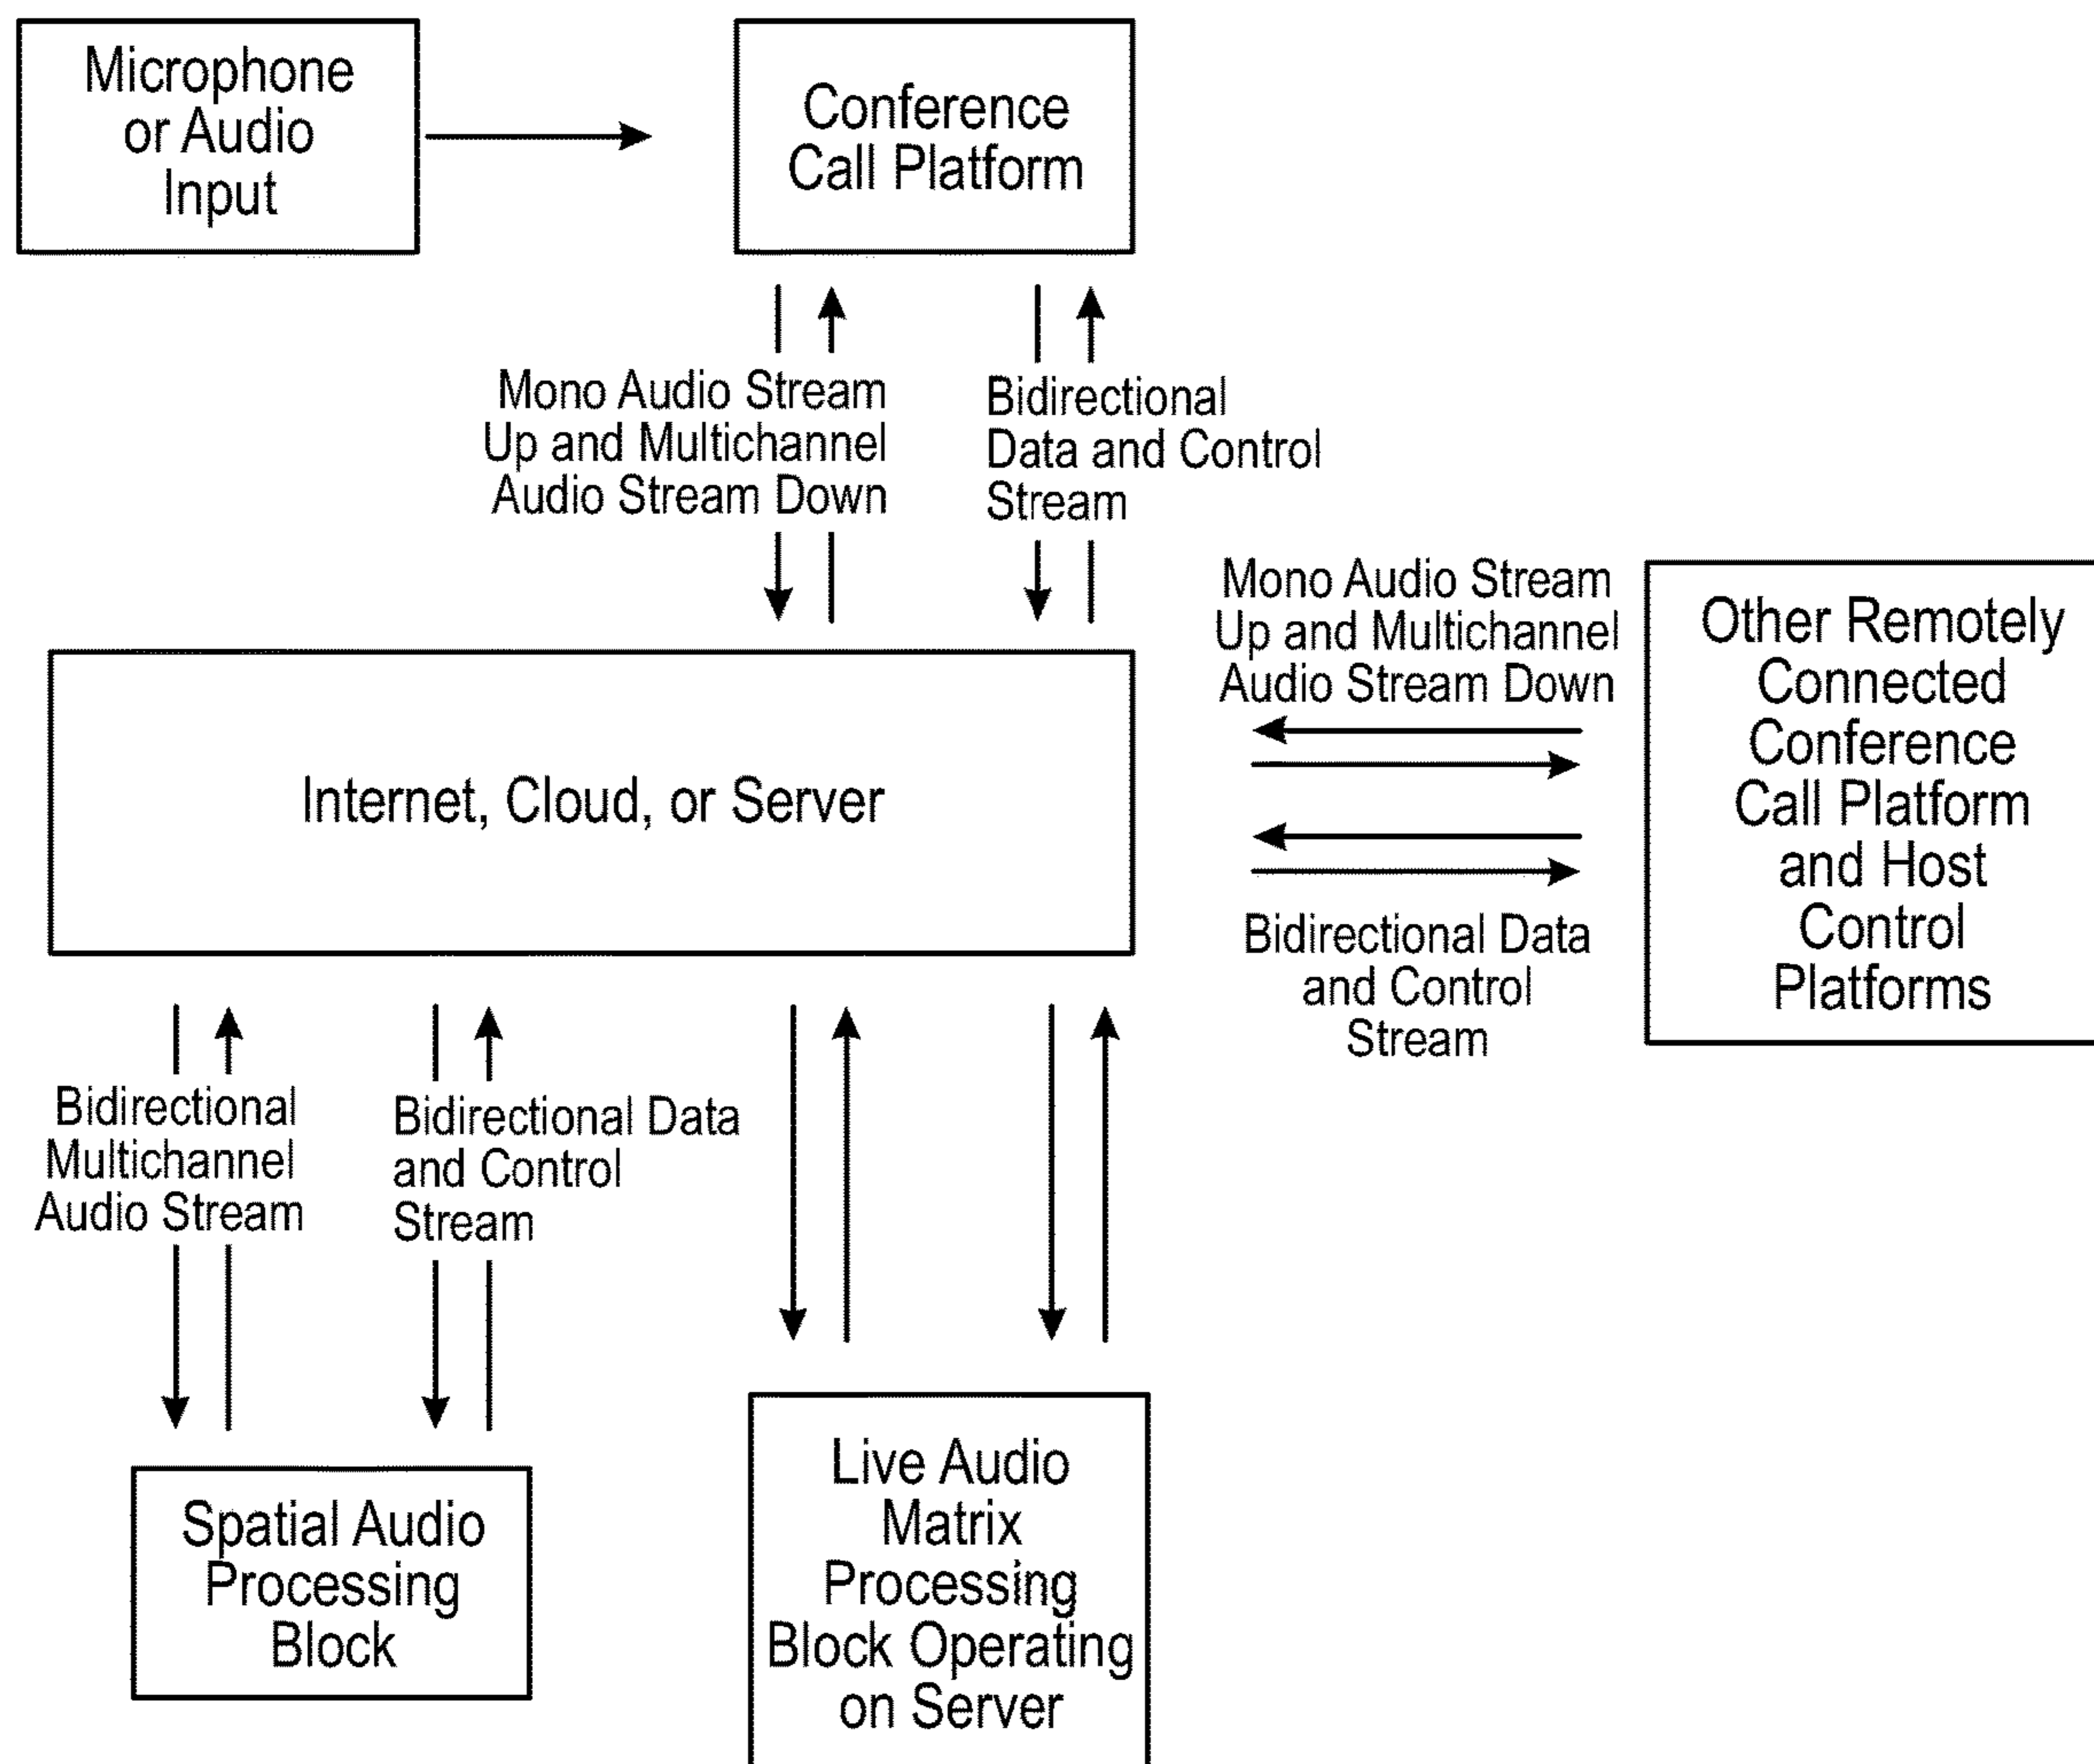 Microphone
or Audio
Input
Conference
Call Platform
Mono Audio Stream
Up and Multichannel
Audio Stream Down
Bidirectional
Data and Control
Stream
Mono Audio Stream
Up and Multichannel
Audio Stream Down
Other Remotely
Connected
Conference
Call Platform
and Host
Control
Platforms
Internet, Cloud, or Server
Bidirectional Data
and Control
Stream
Bidirectional
Multichannel
Audio Stream
Bidirectional Data
and Control
Stream
Spatial Audio
Processing
Block
Live Audio
Matrix
Processing
Block Operating
on Server